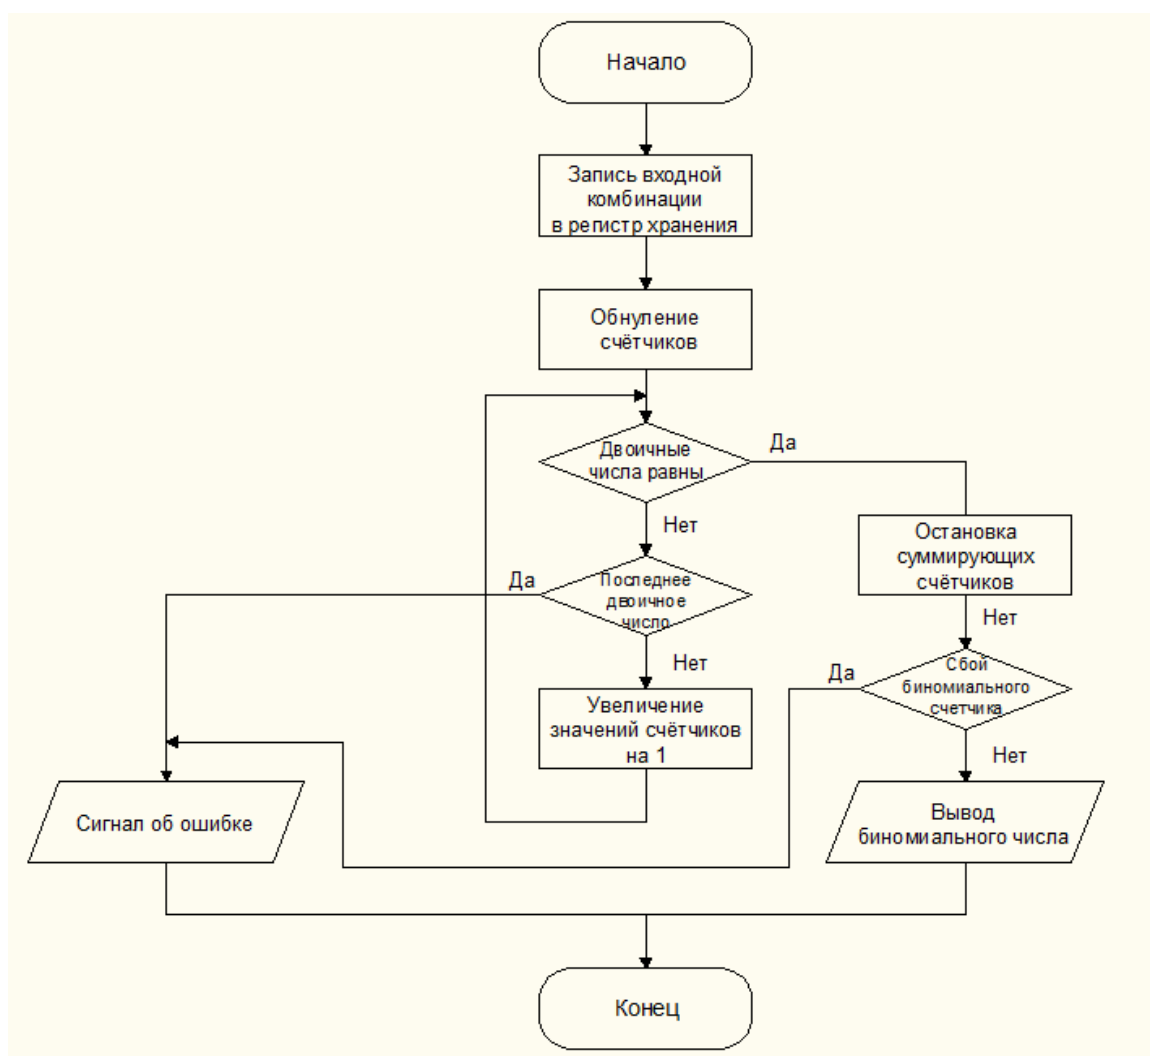 Начало
Запись входной
комбинации
в регистр хранения
Обнуление
счётчиков
Двоичные
числа равны
Да
Нет
Остановка
суммирующих
счётчиков
Последнее
двоичное
число
Да
Нет
Нет
Сбой
биномиального
счетчика
Да
Увеличение
значений счётчиков
на 1
Нет
Сигнал об ошибке
Вывод
биномиального числа
Конец